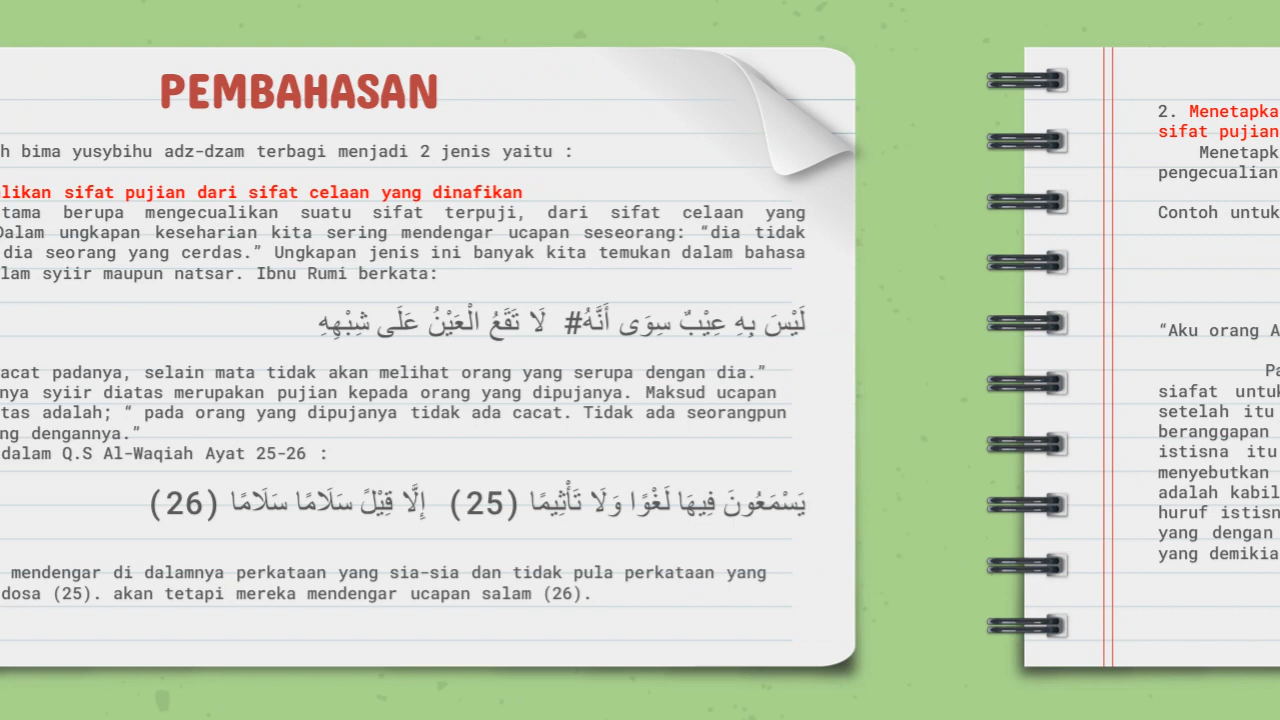 PEMBAHASAN
h bima yusybihu adz-dzam terbagi menjadi 2 jenis yaitu :
likan sifat pujian dari sifat celaan yang dinafikan
tama berupa mengecualikan suatu sifat terpuji, dari sifat celaan yang
Dalam ungkapan keseharian kita sering mendengar ucapan seseorang: “dia tidak
dia seorang yang cerdas.” Ungkapan jenis ini banyak kita temukan dalam bahasa
lam syiir maupun natsar. Ibnu Rumi berkata:
لَيْسَ بِهِ عِيْبٌ سِوَى أَنَّهُ# لَا تَقَعُ الْعَيْنُ عَلَى شِبْهِهِ
acat padanya, selain mata tidak akan melihat orang yang serupa dengan dia.”
nya syiir diatas merupakan pujian kepada orang yang dipujanya. Maksud ucapan
tas adalah; “ pada orang yang dipujanya tidak ada cacat. Tidak ada seorangpun
ng dengannya.”
dalam Q.S Al-Waqiah Ayat 25-26 :
يَسْمَعُونَ فِيهَا لَغْوًا وَلَا تَأْثِيمًا (25) إِلَّا قِيْلً سَلَامًا سَلَامًا (26)
mendengar di dalamnya perkataan yang sia-sia dan tidak pula perkataan yang
dosa (25). akan tetapi mereka mendengar ucapan salam (26).
2. Menetapka
sifat pujian
Menetapk
pengecualian
Contoh untuk
“Aku orang A
Pa
siafat untuk
setelah itu
beranggapan
istisna itu
menyebutkan
adalah kabil
huruf istisn
yang dengan
yang demikia